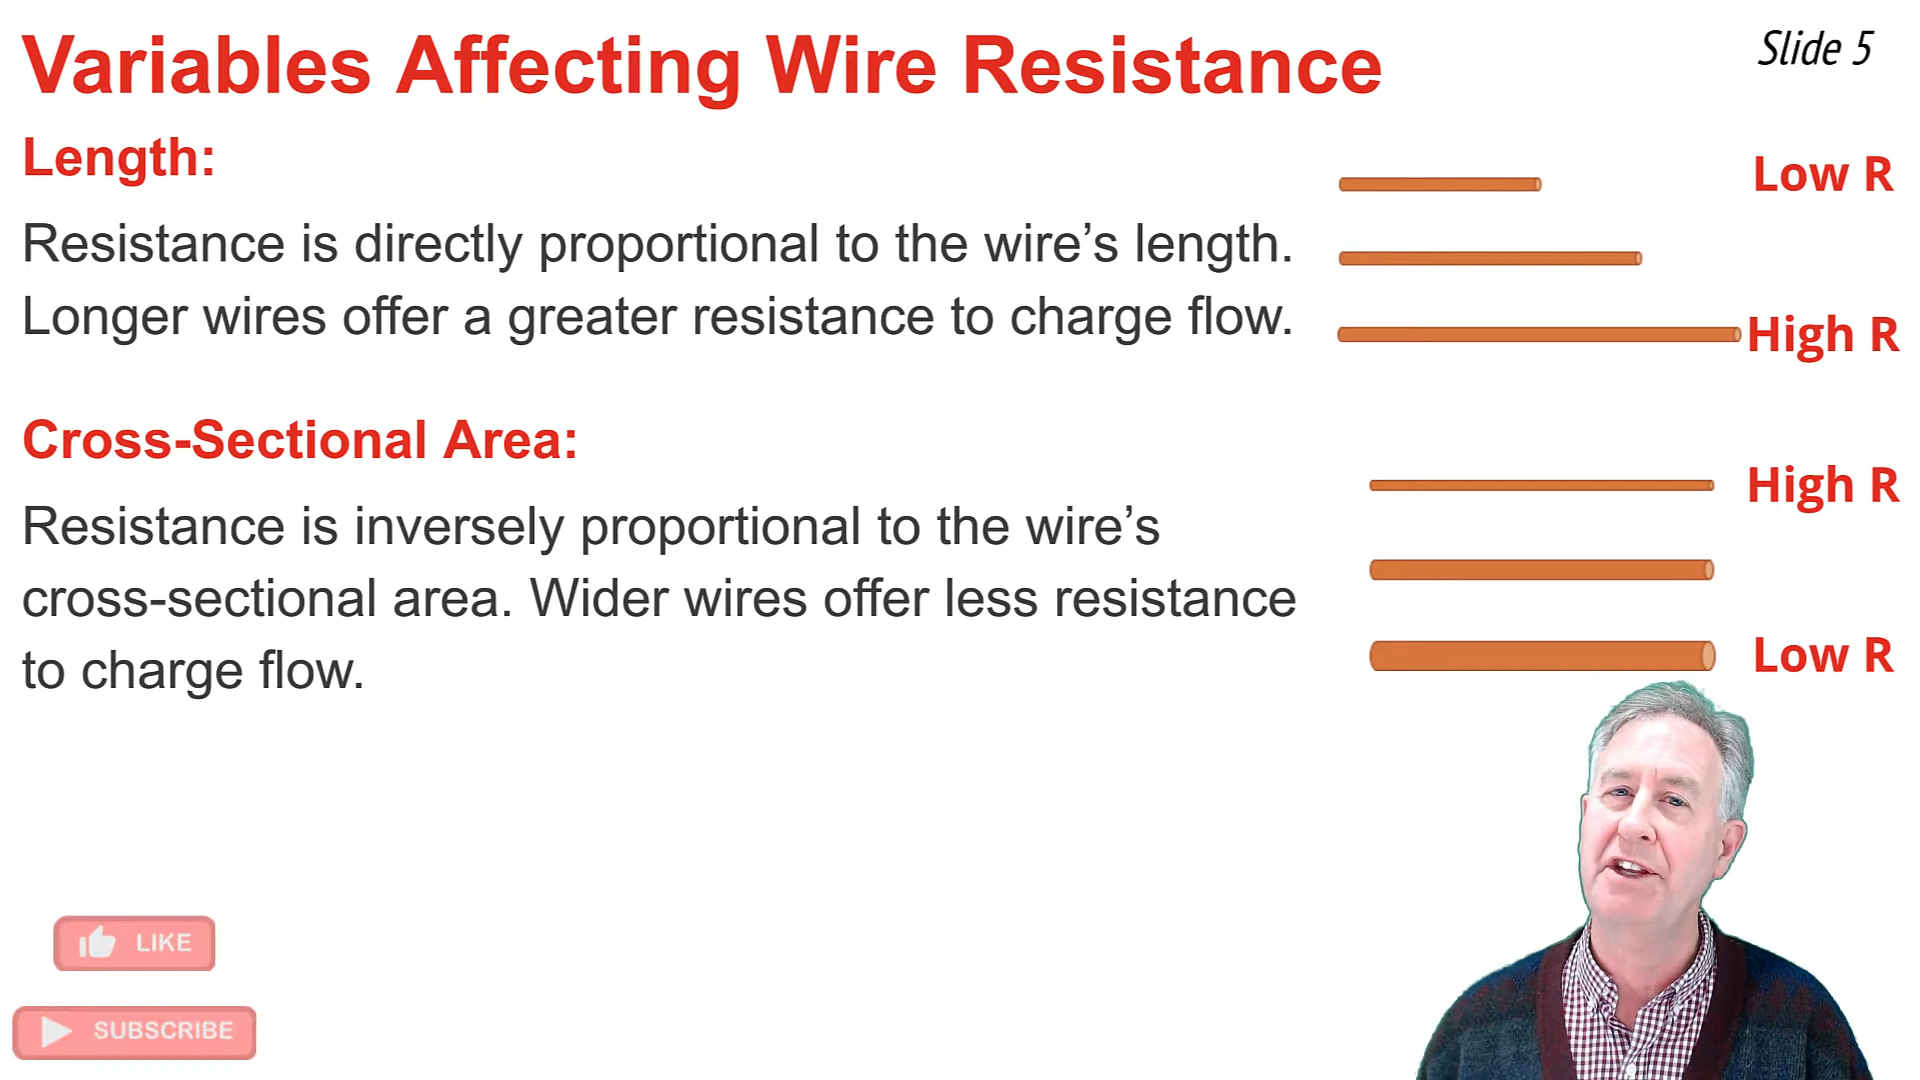 Variables Affecting Wire Resistance
Slide 5
Length:
Resistance is directly proportional to the wire’s length.
Longer wires offer a greater resistance to charge flow.
Low R
High R
Cross-Sectional Area:
Resistance is inversely proportional to the wire’s
cross-sectional area. Wider wires offer less resistance
to charge flow.
High R
Low R
LIKE
SUBSCRIBE